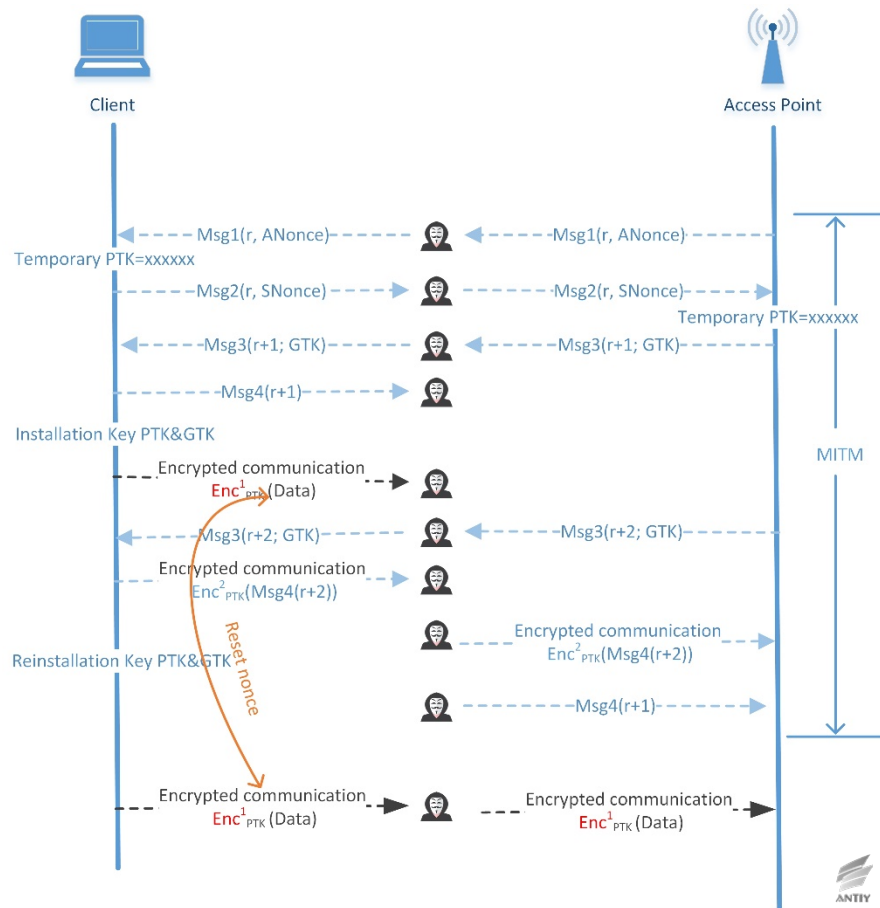 Client
Access Point
Msg1(r, ANonce)
Msg1(r, ANonce)
Temporary PTK=xxxxxx
Msg2(r, SNonce)
Msg2(r, SNonce)
Temporary PTK=xxxxxx
Msg3(r+1; GTK)
Msg3(r+1; GTK)
Msg4(r+1)
Installation Key PTK&GTK
MITM
Encrypted communication
Enc¹PTK(Data)
Msg3(r+2; GTK)
Msg3(r+2; GTK)
Encrypted communication
Enc²PTK(Msg4(r+2))
Encrypted communication
Enc²PTK(Msg4(r+2))
Reinstallation Key PTK&GTK
Reset nonce
Msg4(r+1)
Encrypted communication
Enc¹PTK(Data)
Encrypted communication
Enc¹PTK(Data)
ANTIY